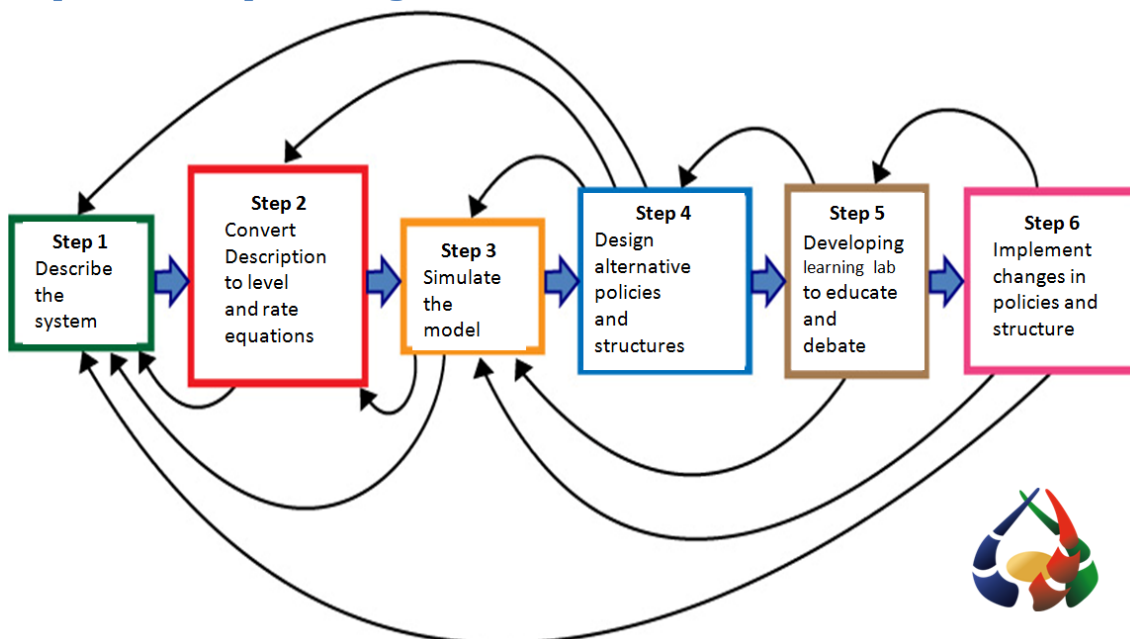 Step 1
Describe
the
system
Step 2
Convert
Description
to level
and rate
equations
Step 3
Simulate
the
model
Step 4
Design
alternative
policies
and
structures
Step 5
Developing
learning lab
to educate
and
debate
Step 6
Implement
changes in
policies and
structure